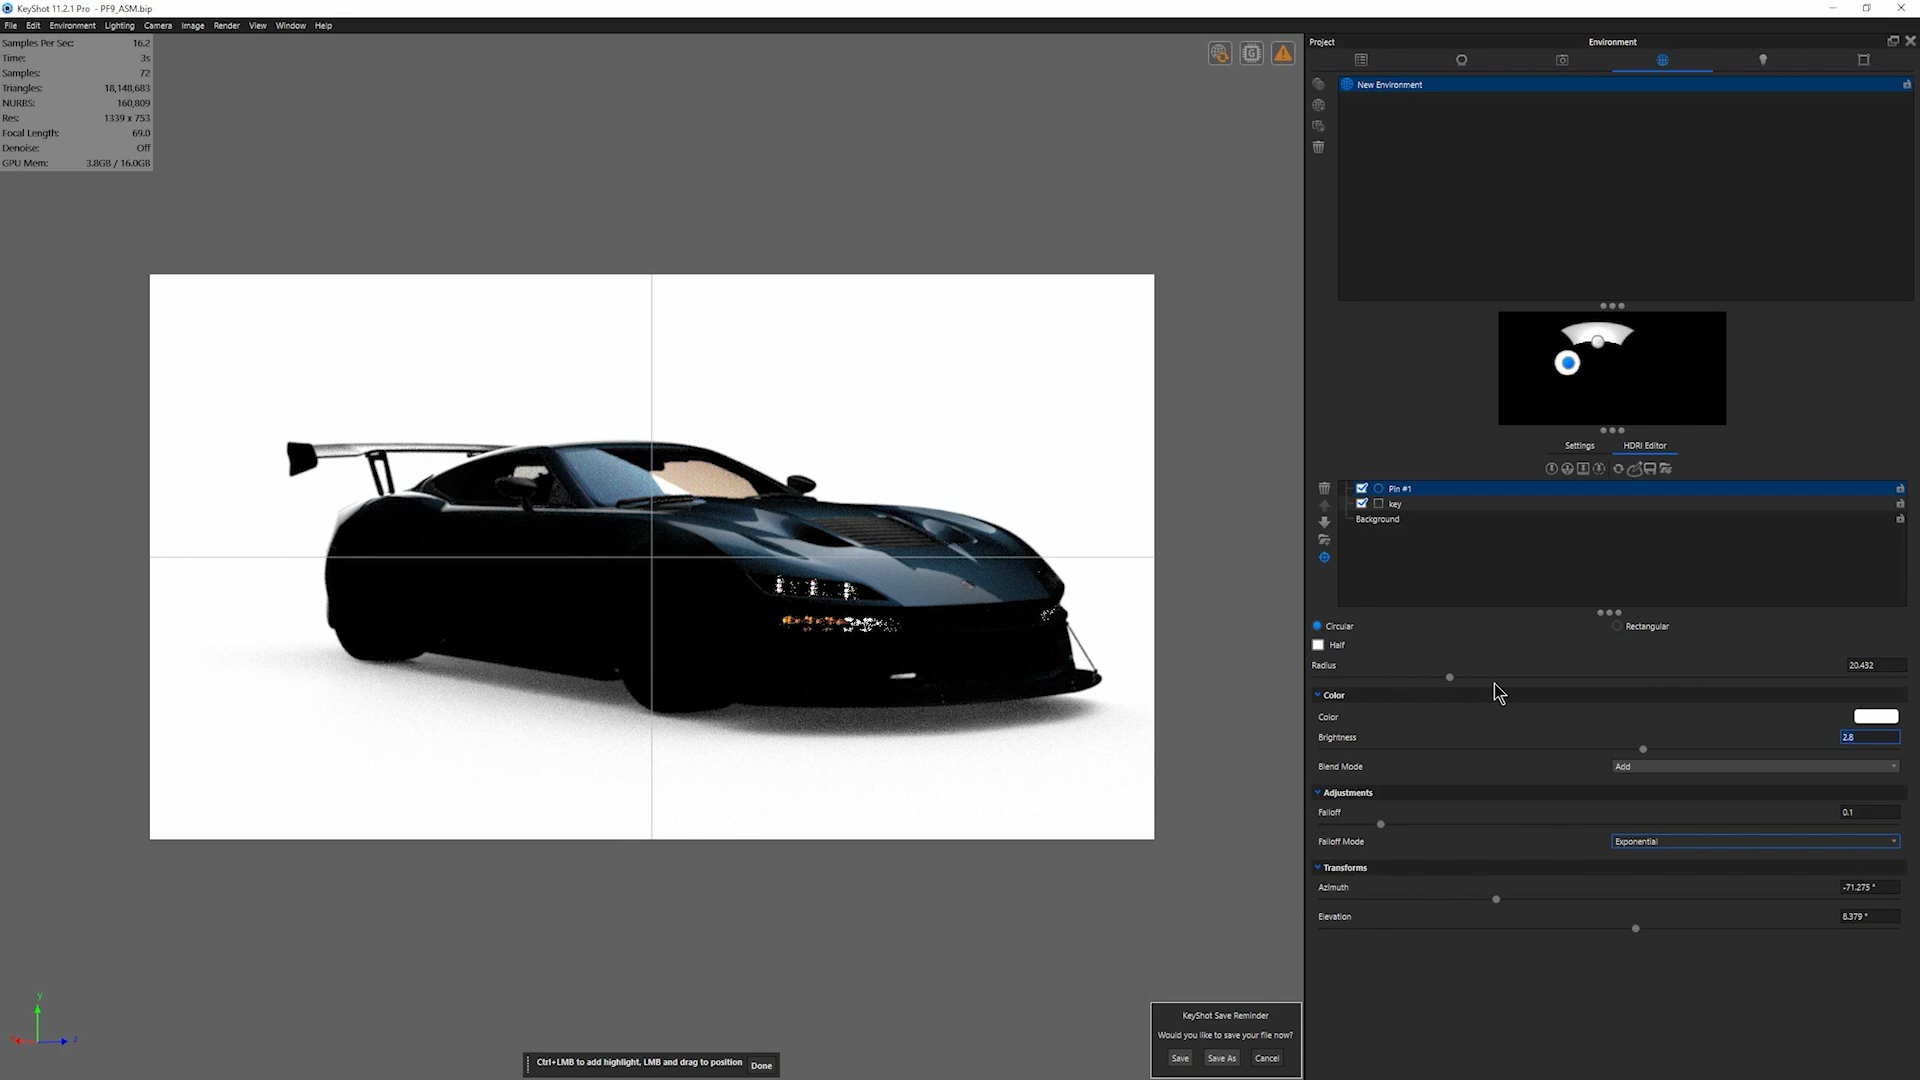 KeyShot 11.2.1 Pro - PF9_ASM.bip
File Edit Environment Lighting Camera Image Render View Window Help
Samples Per Sec: 16.2
Time: 3s
Samples: 72
Triangles: 18,148,683
NURBS: 160,809
Res: 1339 x 753
Focal Length: 69.0
Denoise: Off
GPU Mem: 3.8GB / 16.0GB
Project Environment
New Environment
Settings HDRI Editor
Pin #1
key
Background
Circular Rectangular
Half
Radius 20.432
Color
Color
Brightness 2.8
Blend Mode Add
Adjustments
Falloff 0.1
Falloff Mode Exponential
Transforms
Azimuth -71.275 °
Elevation 8.379 °
y
z
KeyShot Save Reminder
Would you like to save your file now?
Save Save As Cancel
Ctrl+LMB to add highlight, LMB and drag to position Done